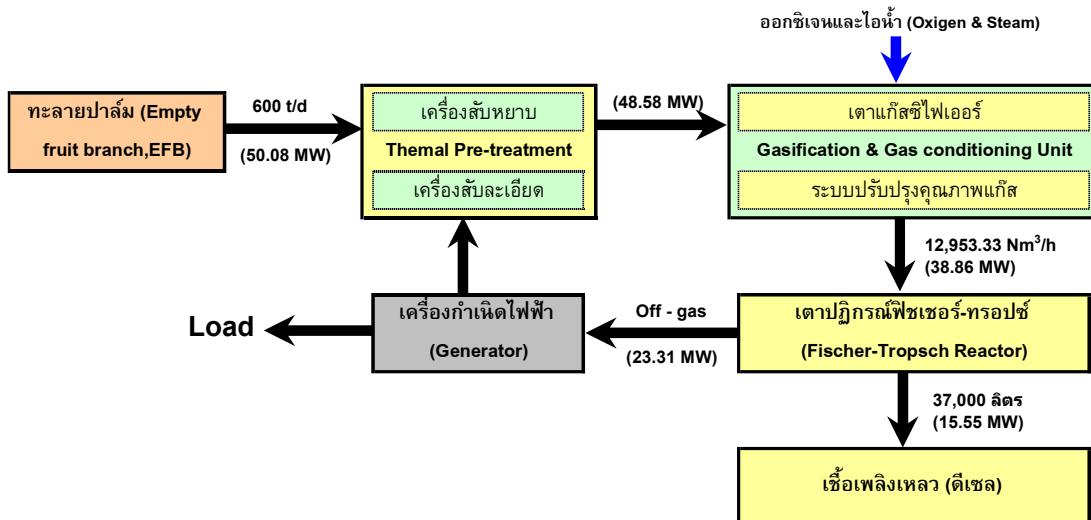 ออกซิเจนและไอน้ำ (Oxigen & Steam)
ทะลายปาล์ม (Empty
fruit branch,EFB)
600 t/d
(50.08 MW)
เครื่องสับหยาบ
Themal Pre-treatment
เครื่องสับละเอียด
(48.58 MW)
เตาแก๊สซิไฟเออร์
Gasification & Gas conditioning Unit
ระบบปรับปรุงคุณภาพแก๊ส
12,953.33 Nm³/h
(38.86 MW)
Load
เครื่องกำเนิดไฟฟ้า
(Generator)
Off - gas
(23.31 MW)
เตาปฏิกรณ์ฟิชเชอร์-ทรอปซ์
(Fischer-Tropsch Reactor)
37,000 ลิตร
(15.55 MW)
เชื้อเพลิงเหลว (ดีเซล)